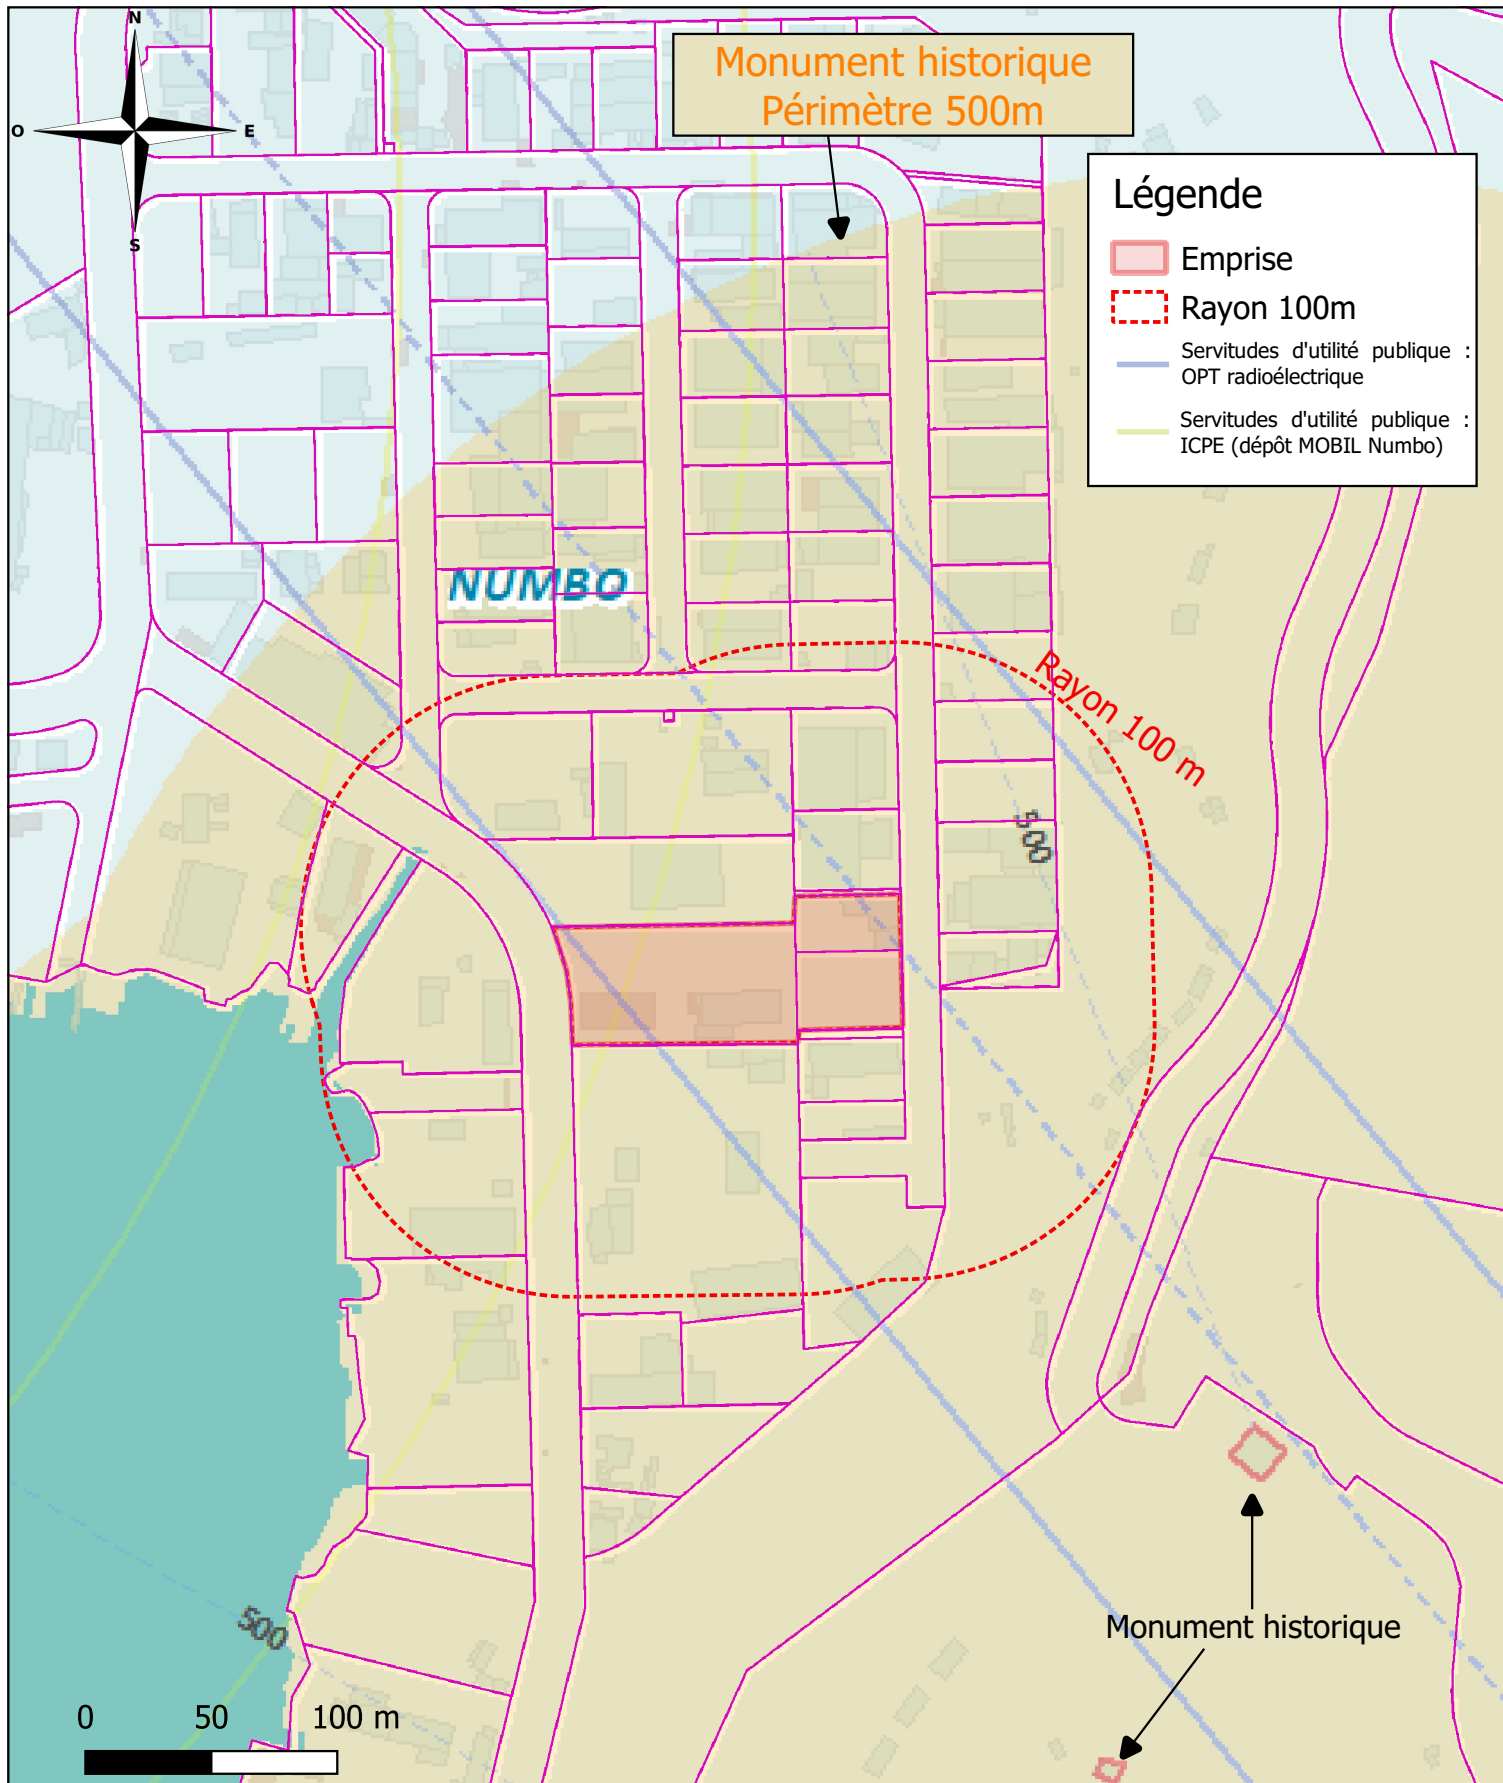 N
O
E
S
Monument historique
Périmètre 500m
Légende
Emprise
Rayon 100m
Servitudes d'utilité publique :
OPT radioélectrique
Servitudes d'utilité publique :
ICPE (dépôt MOBIL Numbo)
NUMBO
Rayon 100 m
500
500
Monument historique
0 50 100 m